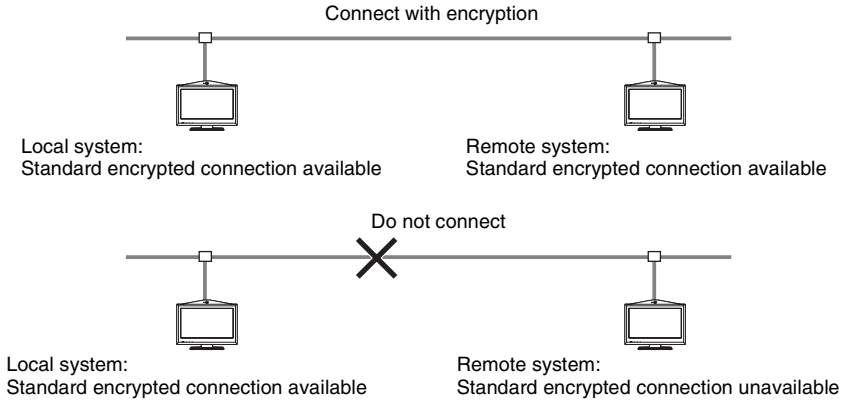 Connect with encryption
Local system:
Standard encrypted connection available
Remote system:
Standard encrypted connection available
Do not connect
Local system:
Standard encrypted connection available
Remote system:
Standard encrypted connection unavailable